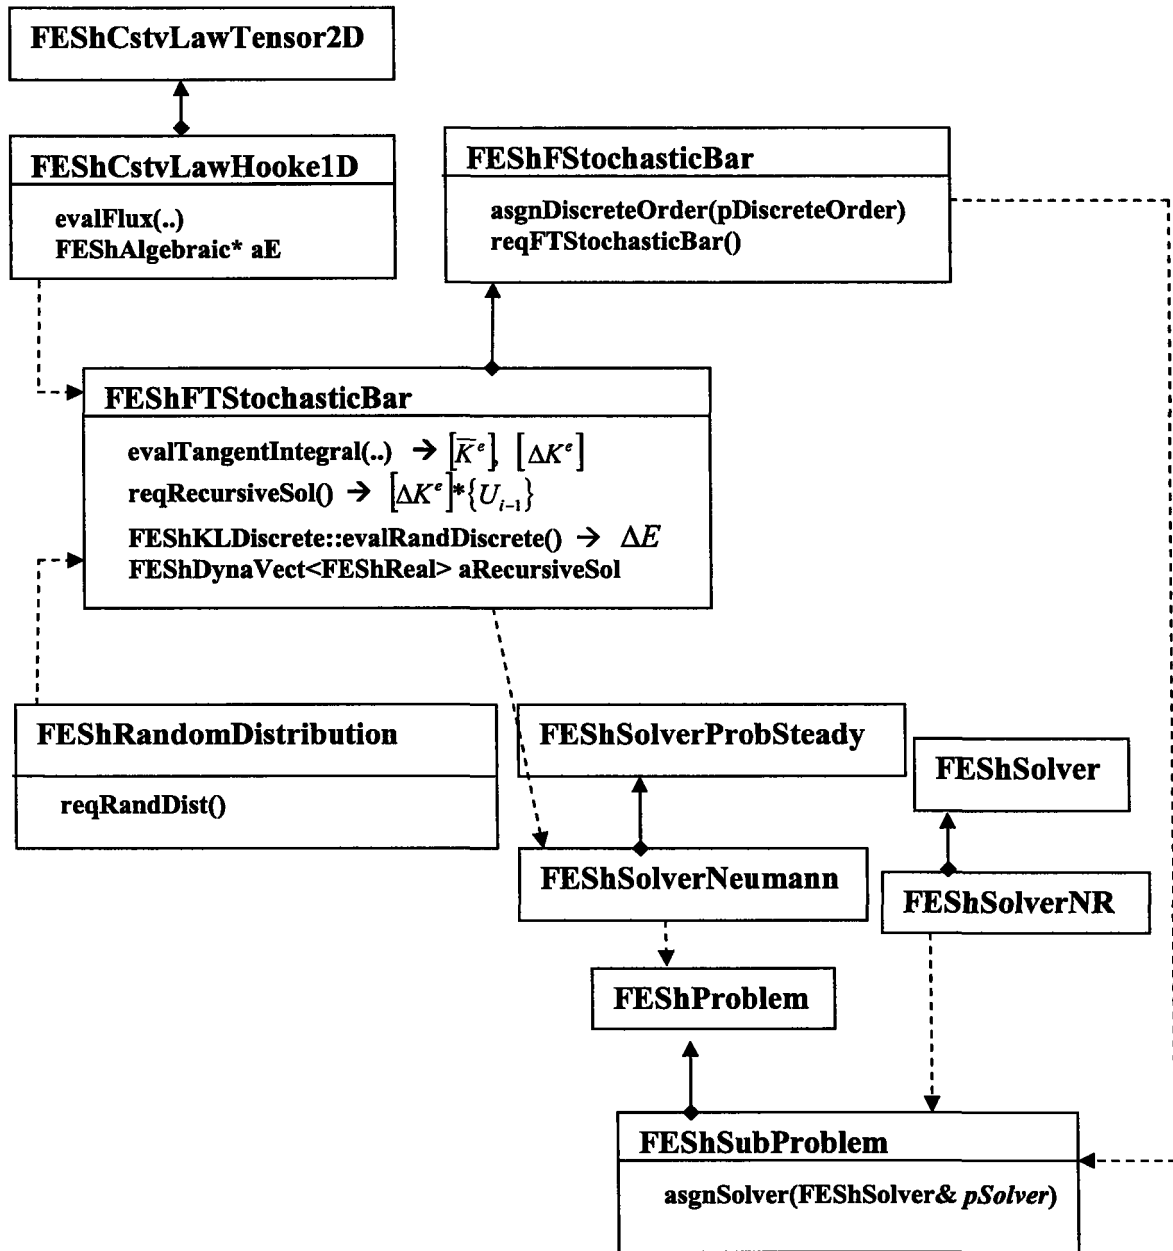 FEShCstvLawTensor2D
FEShCstvLawHooke1D
evalFlux(..)
FEShAlgebraic* aE
FEShFStochasticBar
asgnDiscreteOrder(pDiscreteOrder)
reqFTStochasticBar()
FEShFTStochasticBar
evalTangentIntegral(..) → [K̅ᵉ], [ΔKᵉ]
reqRecursiveSol() → [ΔKᵉ]*{Uᵢ₋₁}
FEShKLDiscrete::evalRandDiscrete() → ΔE
FEShDynaVect<FEShReal> aRecursiveSol
FEShRandomDistribution
reqRandDist()
FEShSolverProbSteady
FEShSolver
FEShSolverNeumann
FEShSolverNR
FEShProblem
FEShSubProblem
asgnSolver(FEShSolver& pSolver)